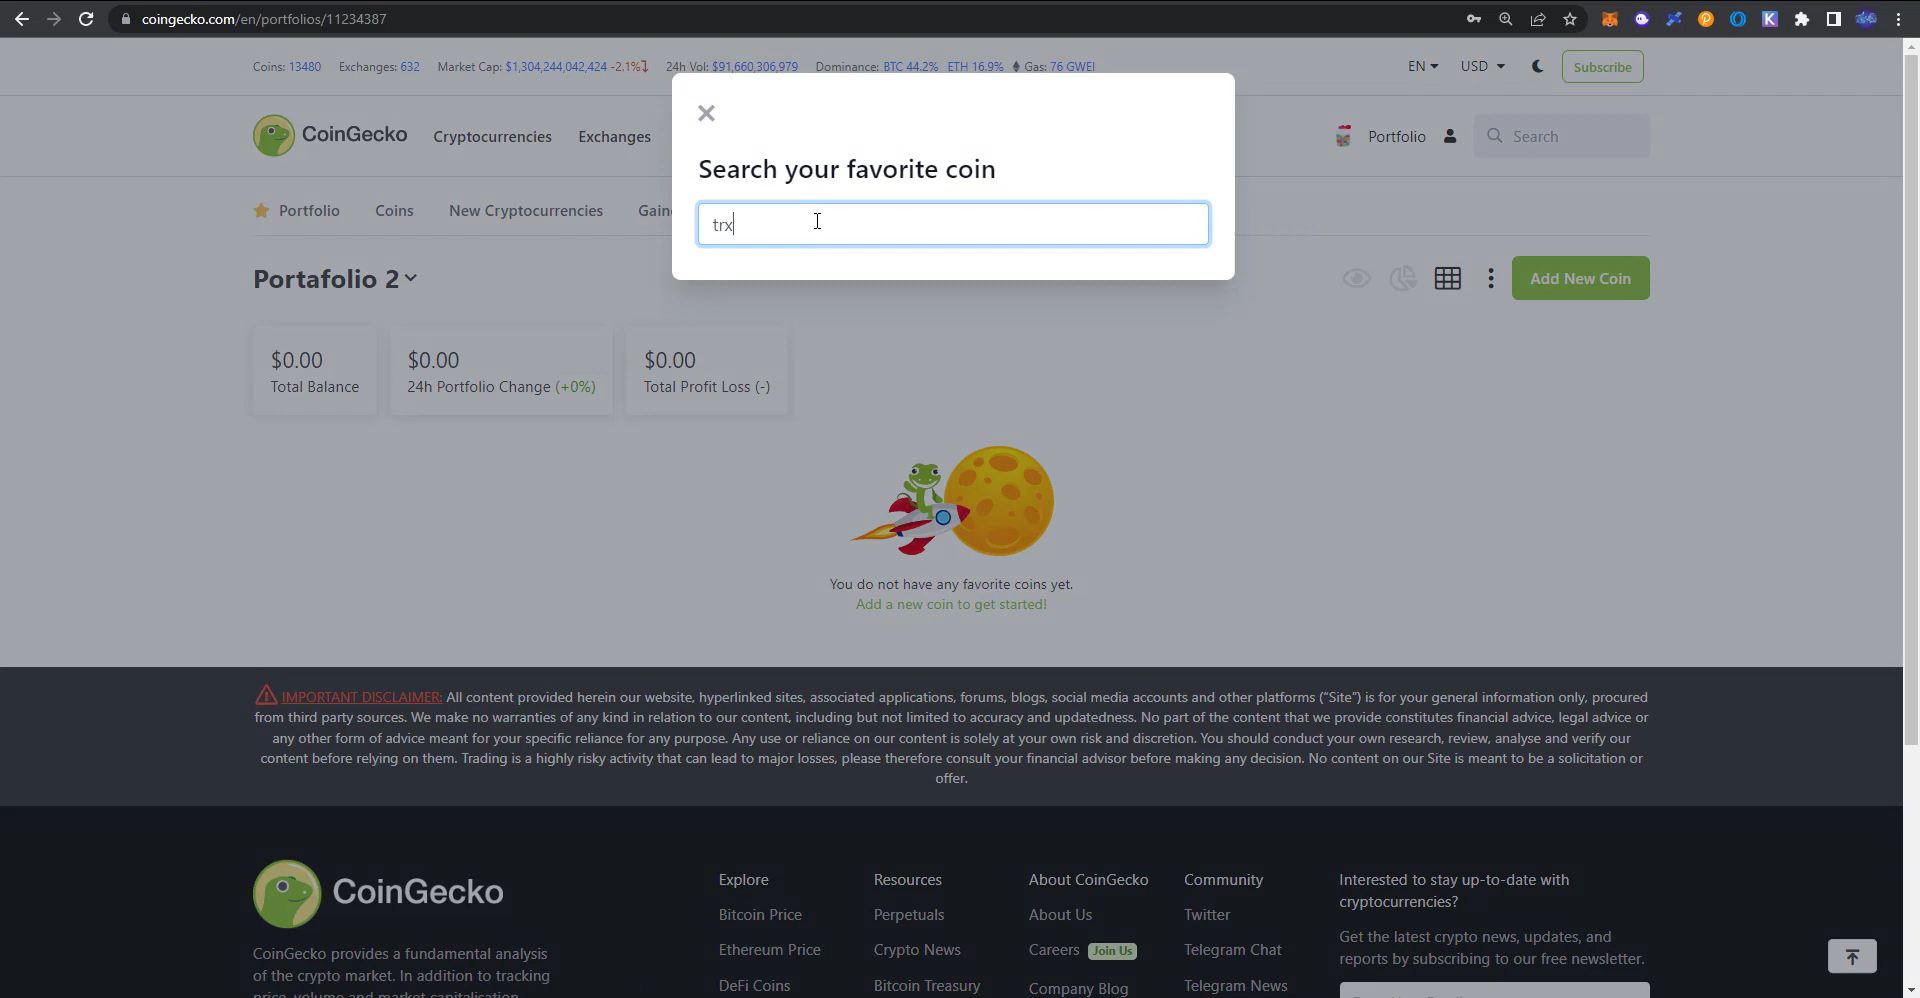 coingecko.com/en/portfolios/11234387
Coins: 13480 Exchanges: 632 Market Cap: $1,304,244,042,424 -2.1% 24h Vol: $91,660,306,979 Dominance: BTC 44.2% ETH 16.9% Gas: 76 GWEI
EN USD Subscribe
CoinGecko Cryptocurrencies Exchanges
Portfolio Search
Search your favorite coin
trx
Portfolio Coins New Cryptocurrencies
Portafolio 2
Add New Coin
$0.00 $0.00 $0.00
Total Balance 24h Portfolio Change (+0%) Total Profit Loss (-)
You do not have any favorite coins yet.
Add a new coin to get started!
IMPORTANT DISCLAIMER: All content provided herein our website, hyperlinked sites, associated applications, forums, blogs, social media accounts and other platforms (“Site”) is for your general information only, procured
from third party sources. We make no warranties of any kind in relation to our content, including but not limited to accuracy and updatedness. No part of the content that we provide constitutes financial advice, legal advice or
any other form of advice meant for your specific reliance for any purpose. Any use or reliance on our content is solely at your own risk and discretion. You should conduct your own research, review, analyse and verify our
content before relying on them. Trading is a highly risky activity that can lead to major losses, please therefore consult your financial advisor before making any decision. No content on our Site is meant to be a solicitation or
offer.
CoinGecko
CoinGecko provides a fundamental analysis
of the crypto market. In addition to tracking
price, volume and market capitalisation,
Explore
Bitcoin Price
Ethereum Price
DeFi Coins
Resources
Perpetuals
Crypto News
Bitcoin Treasury
About CoinGecko
About Us
Careers Join Us
Company Blog
Community
Twitter
Telegram Chat
Telegram News
Interested to stay up-to-date with
cryptocurrencies?
Get the latest crypto news, updates, and
reports by subscribing to our free newsletter.